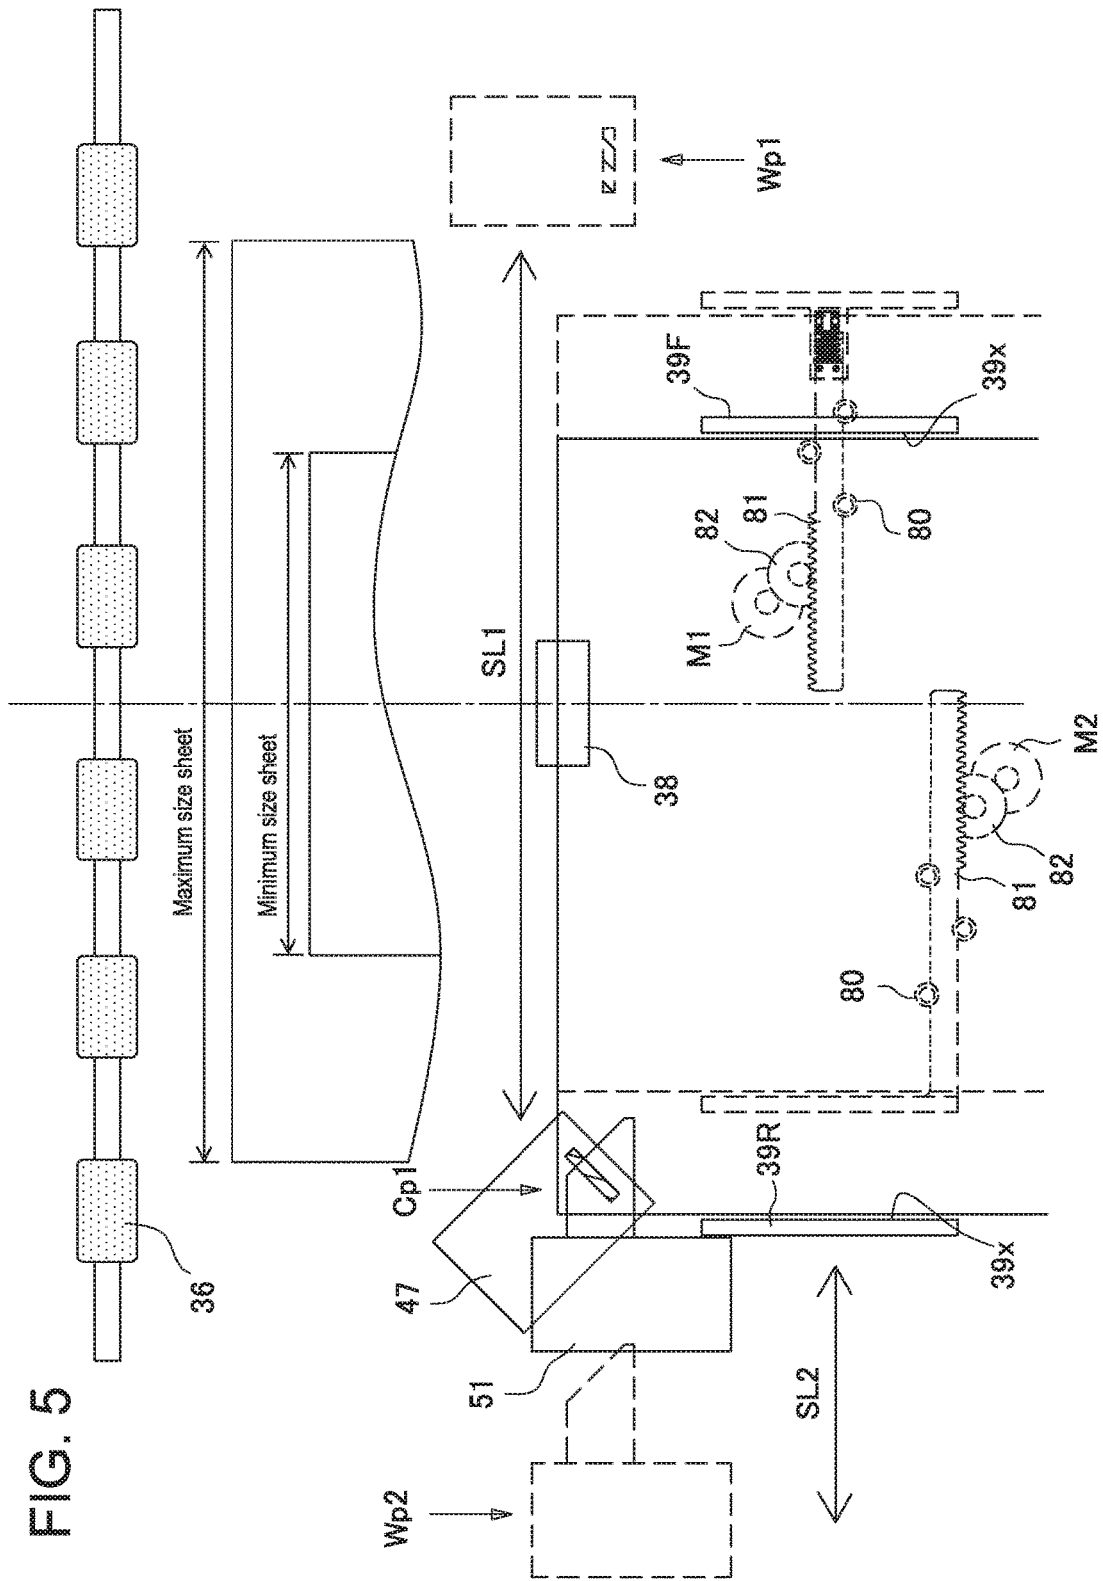 FIG. 5
36
Maximum size sheet
Minimum size sheet
Wp1
SL1
39F
39x
82
81
80
M1
38
M2
82
81
80
Cp1
47
51
39R
39x
Wp2
SL2